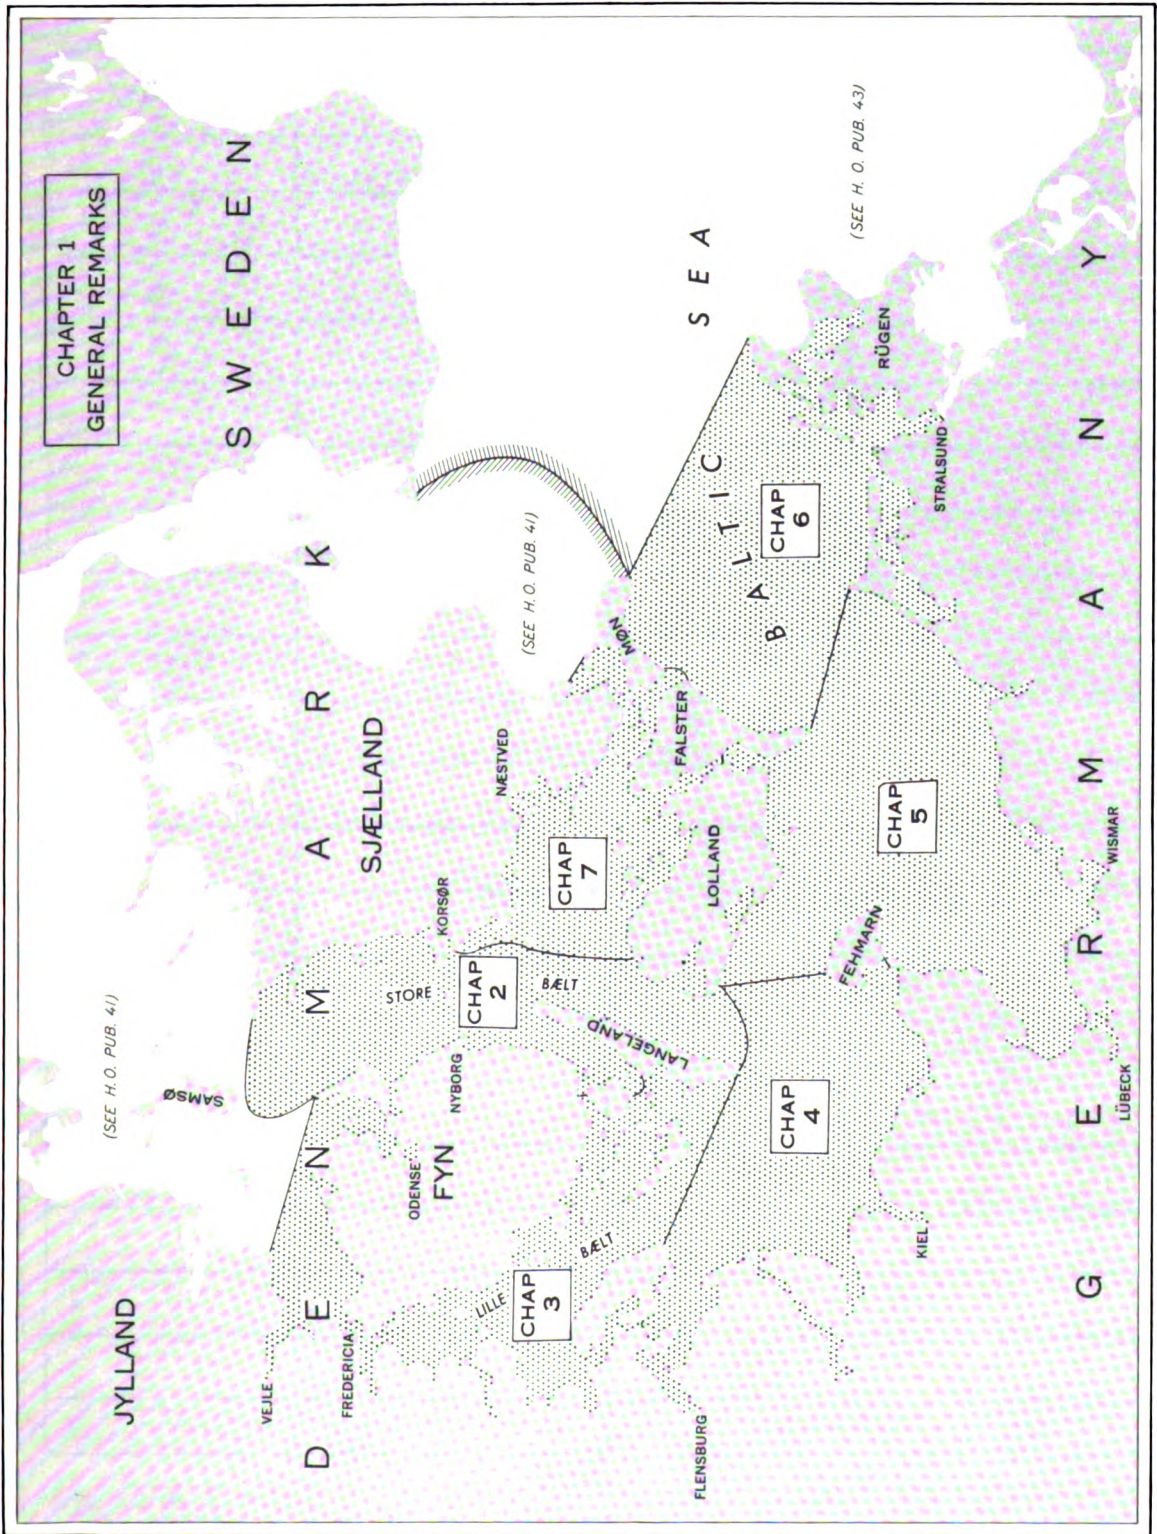 CHAPTER 1
GENERAL REMARKS
SWEDEN
DENMARK
JYLLAND
(SEE H. O. PUB. 41)
SAMSØ
SJÆLLAND
VEJLE
FREDERICIA
ODENSE
FYN
NYBORG
KORSØR
NÆSTVED
STORE
BÆLT
CHAP
2
LILLE
BÆLT
CHAP
3
LANGELAND
CHAP
7
(SEE H. O. PUB. 41)
MØN
FALSTER
LOLLAND
BALTIC
SEA
CHAP
6
(SEE H. O. PUB. 43)
RÜGEN
STRALSUND
FLENSBURG
CHAP
4
FEHMARN
CHAP
5
KIEL
LÜBECK
WISMAR
GERMANY